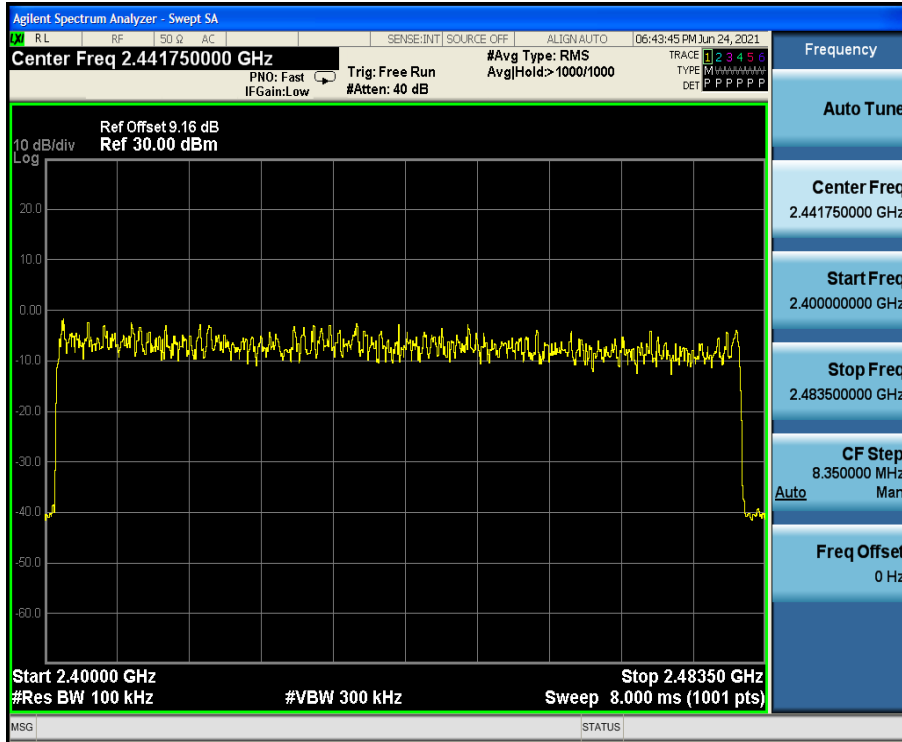 Agilent Spectrum Analyzer - Swept SA
LXI RL RF 50 Ω AC SENSE:INT SOURCE OFF ALIGN AUTO 06:43:45 PM Jun 24, 2021
Center Freq 2.441750000 GHz
PNO: Fast
IFGain:Low
Trig: Free Run
#Atten: 40 dB
#Avg Type: RMS
Avg|Hold:>1000/1000
TRACE 1 2 3 4 5 6
TYPE M W W W W W
DET P P P P P P
Frequency
Auto Tune
Center Freq
2.441750000 GHz
Start Freq
2.400000000 GHz
Stop Freq
2.483500000 GHz
CF Step
8.350000 MHz
Auto Man
Freq Offset
0 Hz
Ref Offset 9.16 dB
10 dB/div Ref 30.00 dBm
Log
20.0
10.0
0.00
-10.0
-20.0
-30.0
-40.0
-50.0
-60.0
Start 2.40000 GHz Stop 2.48350 GHz
#Res BW 100 kHz #VBW 300 kHz Sweep 8.000 ms (1001 pts)
MSG STATUS